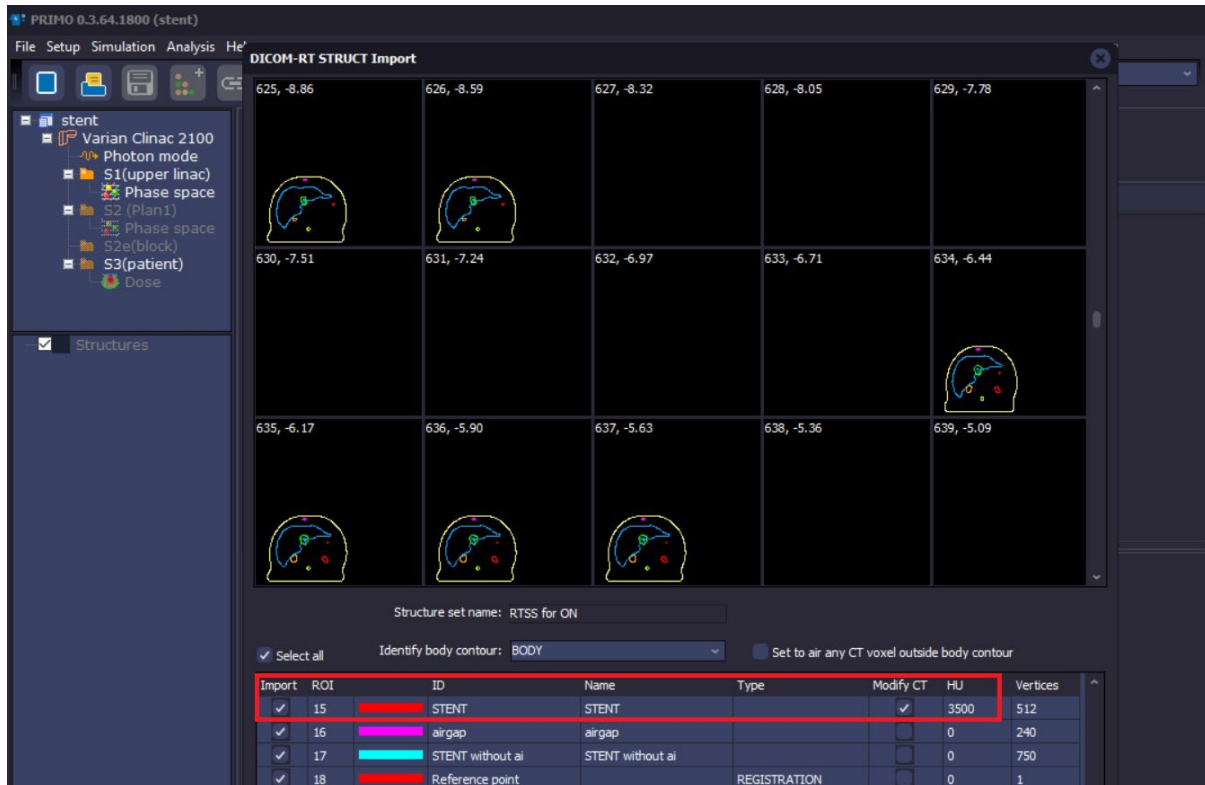 PRIMO 0.3.64.1800 (stent)
File Setup Simulation Analysis He
DICOM-RT STRUCT Import
stent
Varian Clinac 2100
Photon mode
S1(upper linac)
Phase space
S2 (Plan1)
Phase space
S2e(block)
S3(patient)
Dose
Structures
625, -8.86 626, -8.59 627, -8.32 628, -8.05 629, -7.78
630, -7.51 631, -7.24 632, -6.97 633, -6.71 634, -6.44
635, -6.17 636, -5.90 637, -5.63 638, -5.36 639, -5.09
Structure set name: RTSS for ON
Select all Identify body contour: BODY Set to air any CT voxel outside body contour
Import ROI ID Name Type Modify CT HU Vertices
15 STENT STENT 3500 512
16 airgap airgap 0 240
17 STENT without ai STENT without ai 0 750
18 Reference point REGISTRATION 0 1